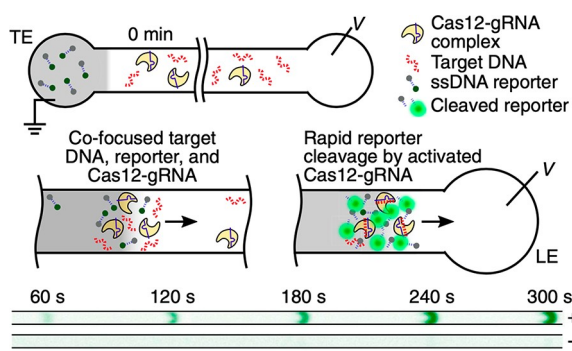 TE
0 min
V
Cas12-gRNA
complex
Target DNA
ssDNA reporter
Cleaved reporter
Co-focused target
DNA, reporter, and
Cas12-gRNA
Rapid reporter
cleavage by activated
Cas12-gRNA
V
LE
60 s 120 s 180 s 240 s 300 s